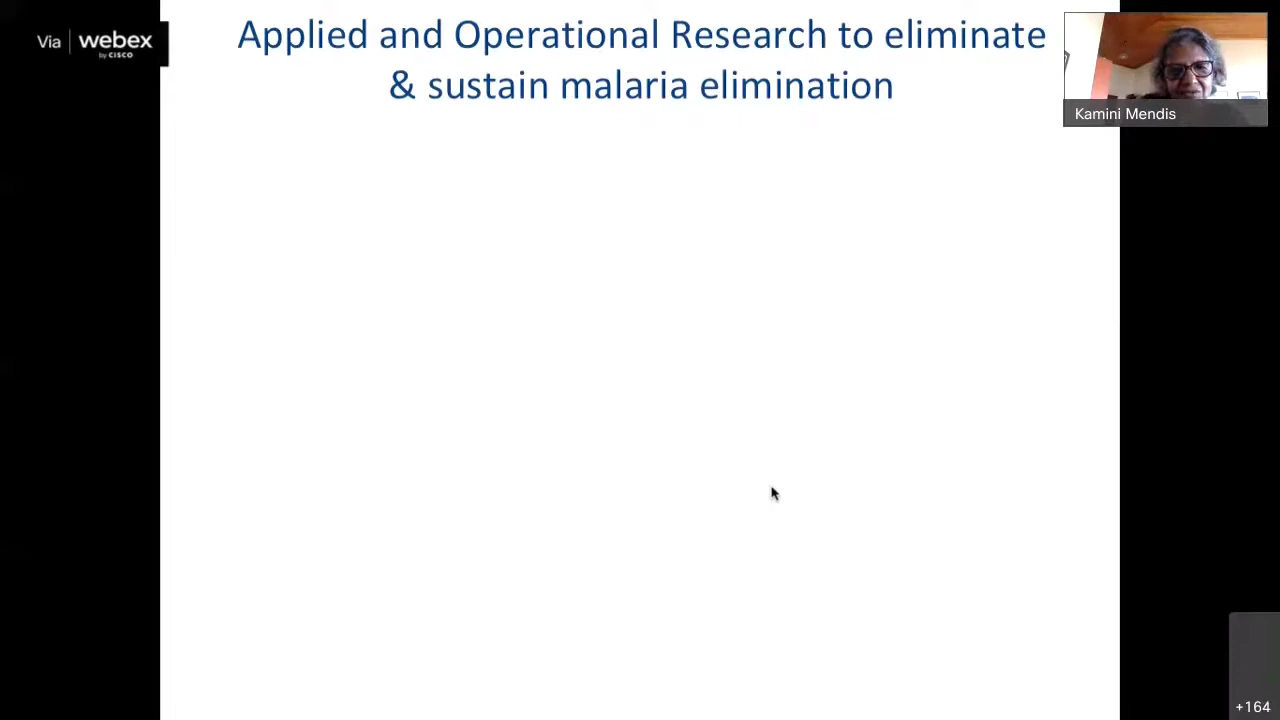 Via | webex
by CISCO
Applied and Operational Research to eliminate
& sustain malaria elimination
Kamini Mendis
+164